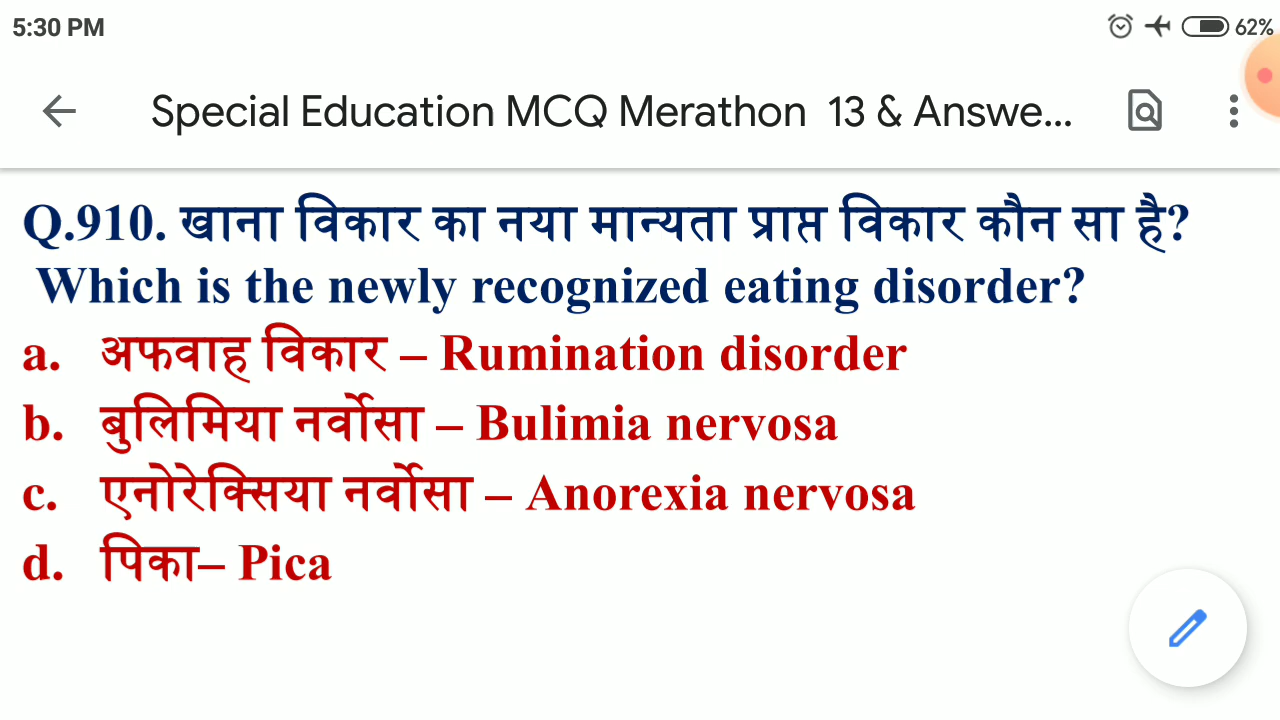 5:30 PM
62%
Special Education MCQ Merathon 13 & Answe...
Q.910. खाना विकार का नया मान्यता प्राप्त विकार कौन सा है?
Which is the newly recognized eating disorder?
a. अफवाह विकार – Rumination disorder
b. बुलिमिया नर्वोसा – Bulimia nervosa
c. एनोरेक्सिया नर्वोसा – Anorexia nervosa
d. पिका– Pica